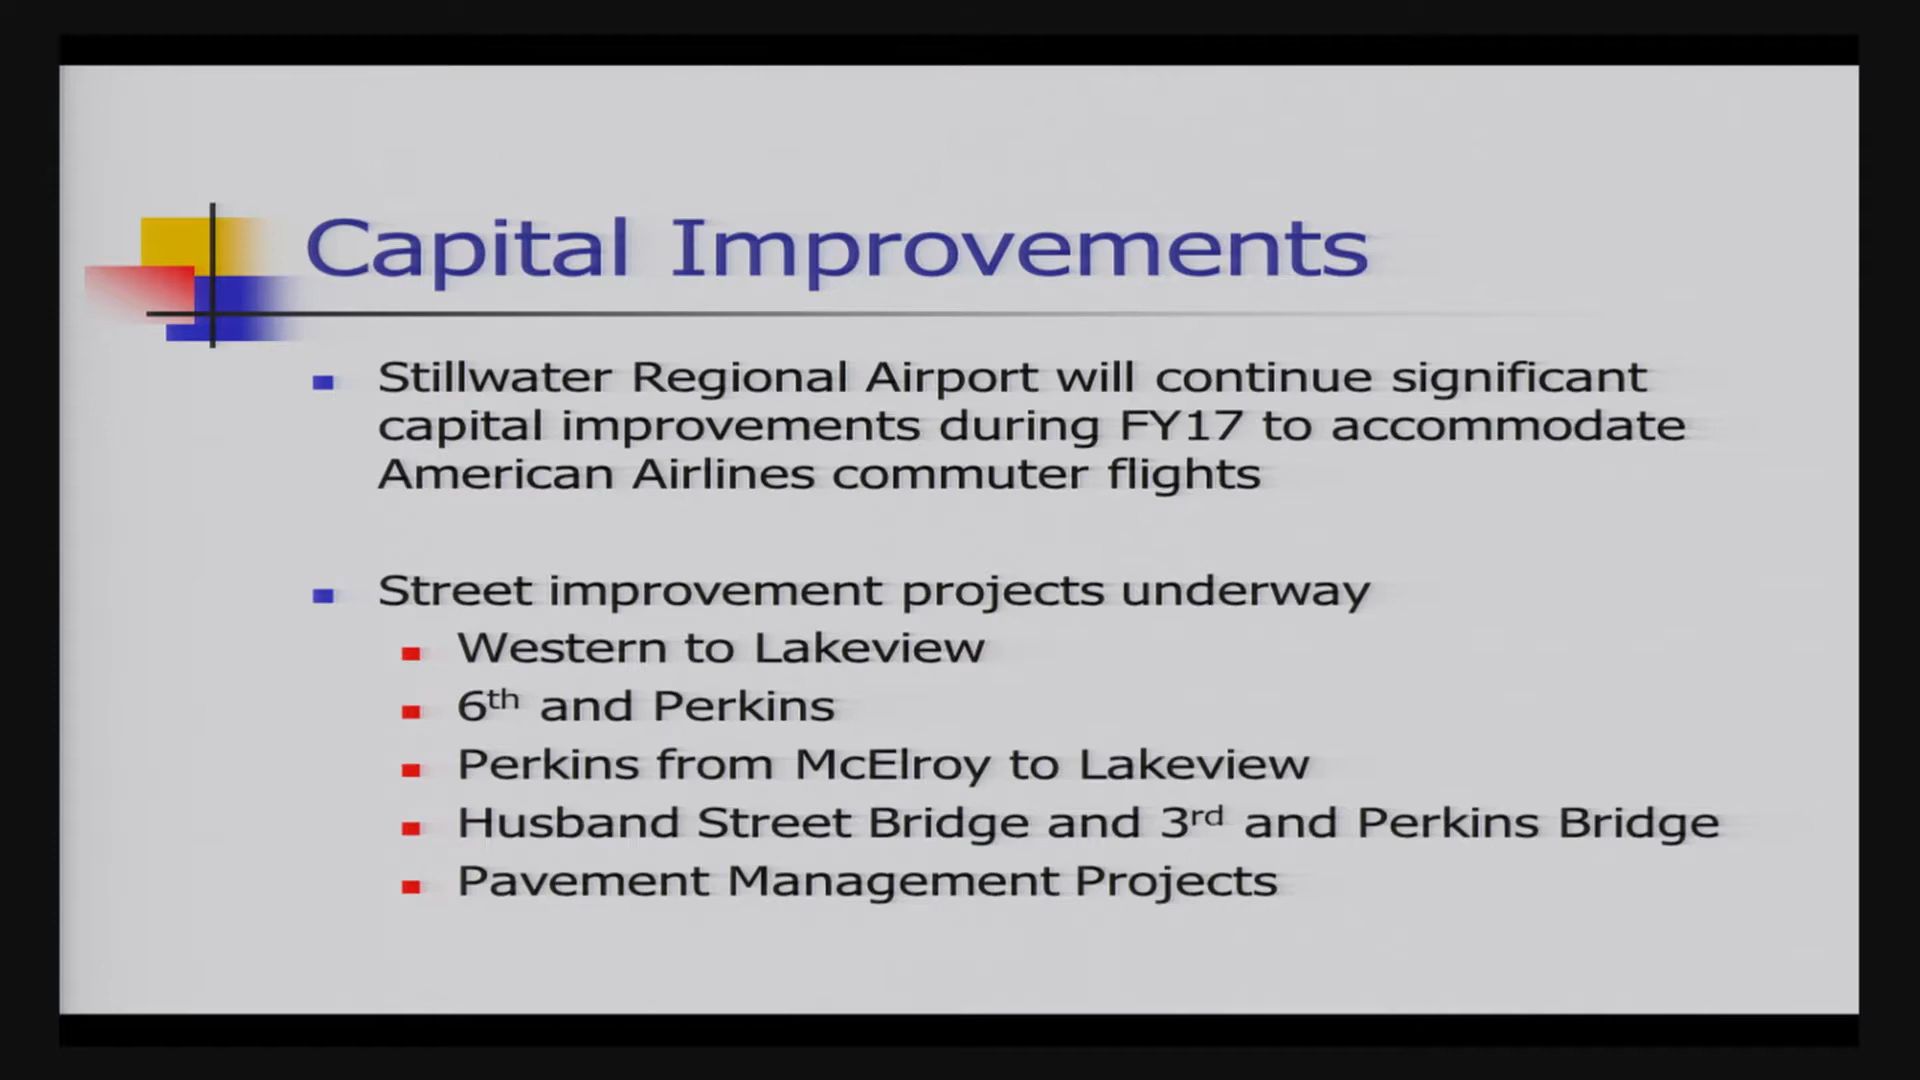 Capital Improvements
Stillwater Regional Airport will continue significant
capital improvements during FY17 to accommodate
American Airlines commuter flights
Street improvement projects underway
Western to Lakeview
6th and Perkins
Perkins from McElroy to Lakeview
Husband Street Bridge and 3rd and Perkins Bridge
Pavement Management Projects